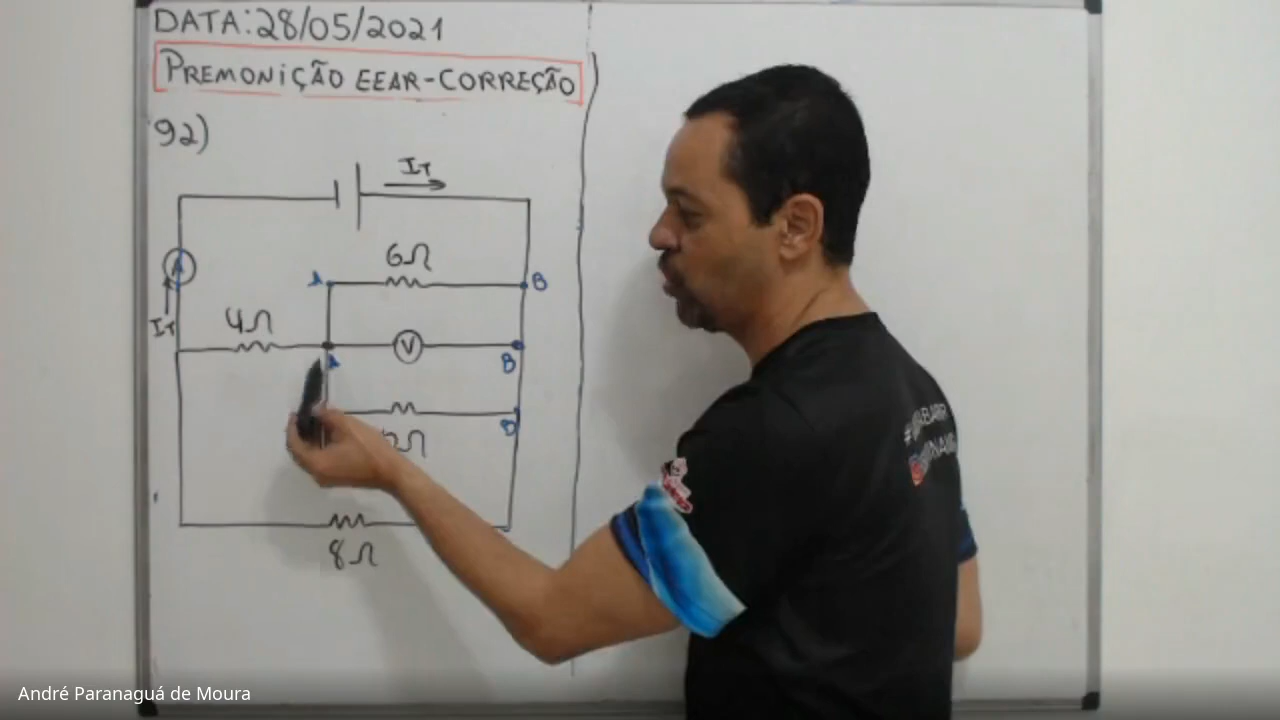 DATA: 28/05/2021
PREMONIÇÃO EEAR-CORREÇÃO
92)
IT
6Ω
A
B
A
IT
4Ω
V
A
B
B
8Ω
André Paranaguá de Moura